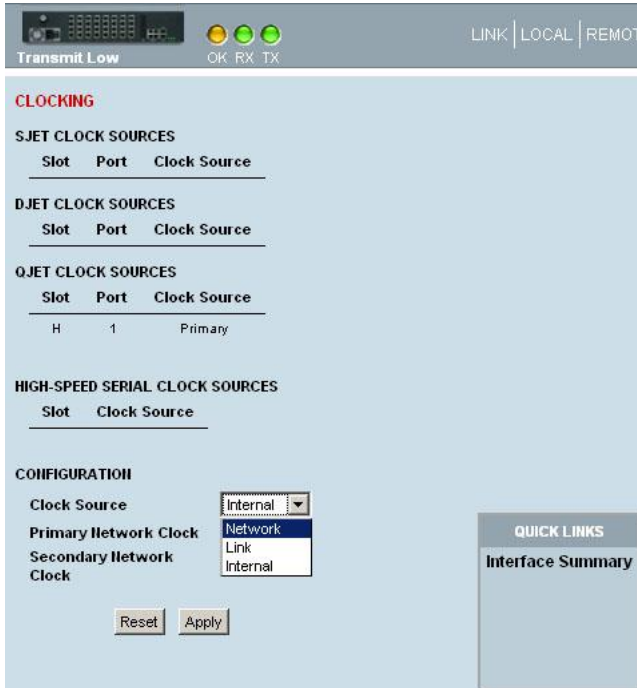 Transmit Low
OK RX TX
LINK LOCAL REMOT
CLOCKING
SJET CLOCK SOURCES
Slot Port Clock Source
DJET CLOCK SOURCES
Slot Port Clock Source
QJET CLOCK SOURCES
Slot Port Clock Source
H 1 Primary
HIGH-SPEED SERIAL CLOCK SOURCES
Slot Clock Source
CONFIGURATION
Clock Source Internal
Primary Network Clock
Secondary Network
Clock
Network
Link
Internal
Reset Apply
QUICK LINKS
Interface Summary